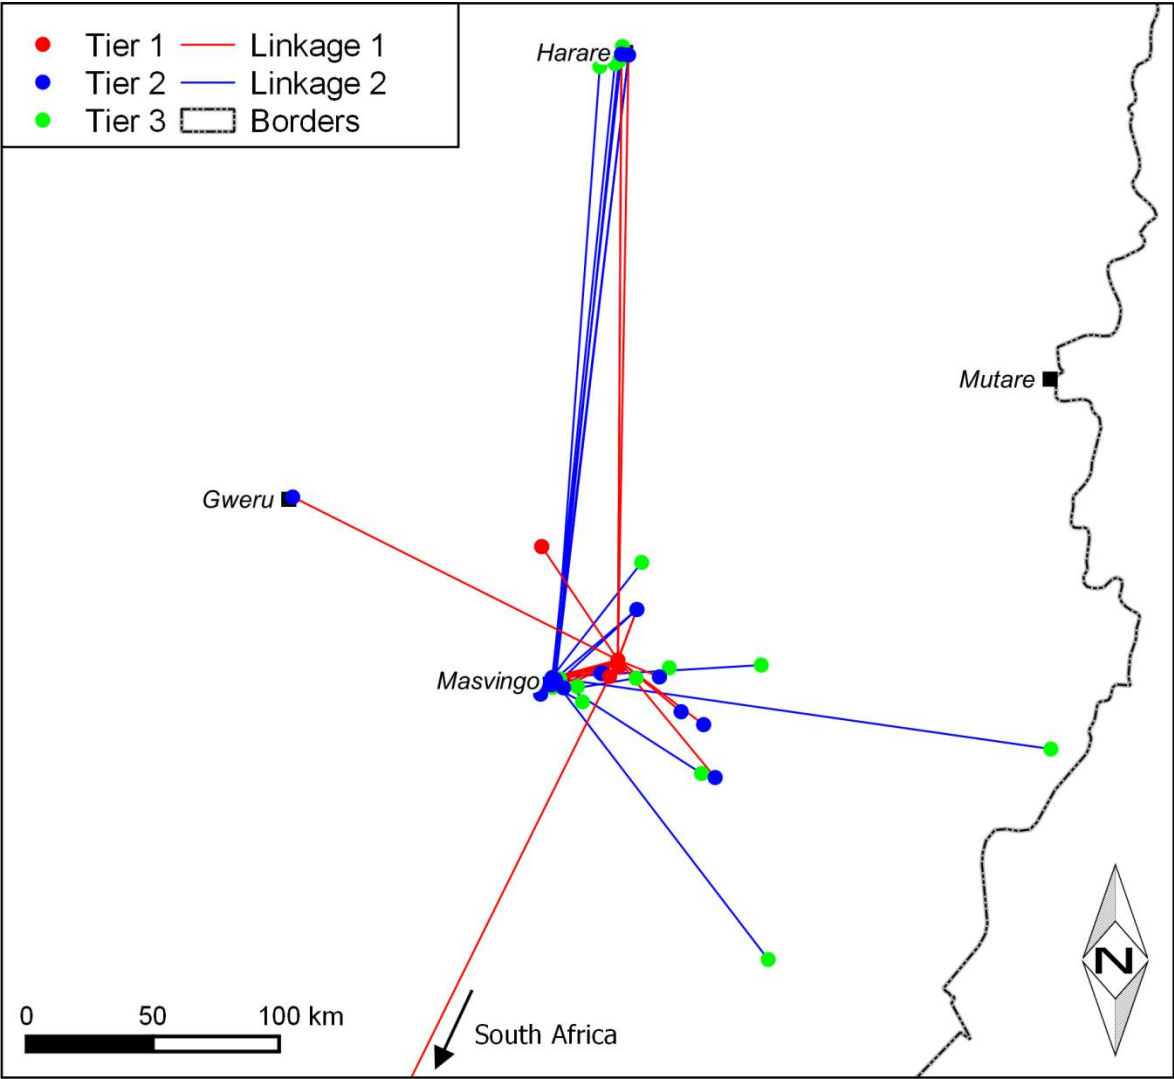 Tier 1 Linkage 1
Tier 2 Linkage 2
Tier 3 Borders
Harare
Mutare
Gweru
Masvingo
N
0 50 100 km
South Africa